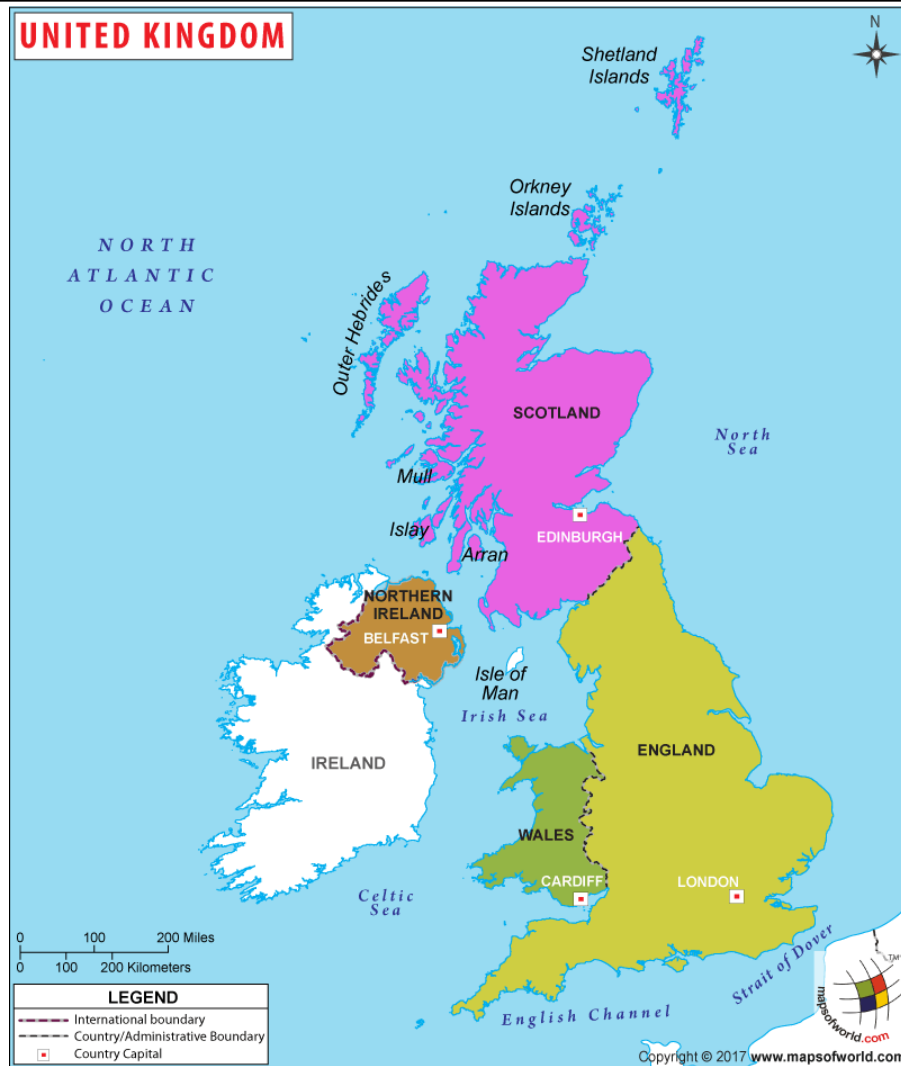 UNITED KINGDOM
N
Shetland
Islands
Orkney
Islands
NORTH
ATLANTIC
OCEAN
Outer Hebrides
SCOTLAND
North
Sea
Mull
Islay
EDINBURGH
Arran
NORTHERN
IRELAND
BELFAST
Isle of
Man
Irish Sea
IRELAND
ENGLAND
WALES
CARDIFF
LONDON
Celtic
Sea
0 100 200 Miles
0 100 200 Kilometers
Strait of Dover
English Channel
LEGEND
International boundary
Country/Administrative Boundary
Country Capital
TM
mapsofworld.com
Copyright © 2017 www.mapsofworld.com